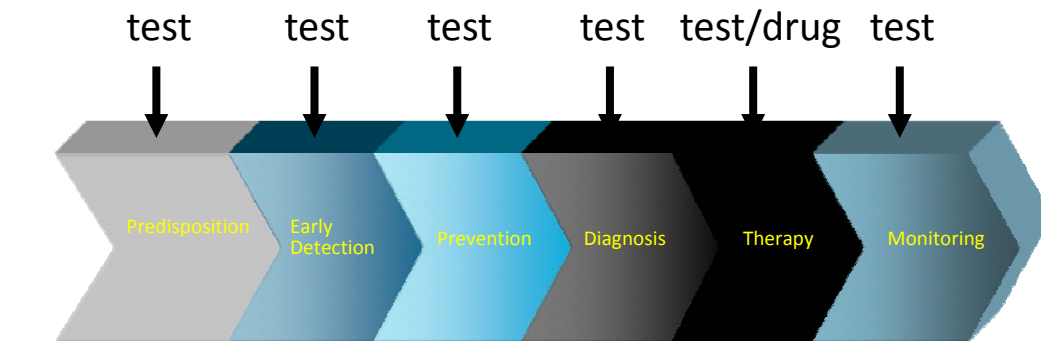 test test test test test/drug test
Predisposition
Early
Detection
Prevention
Diagnosis
Therapy
Monitoring